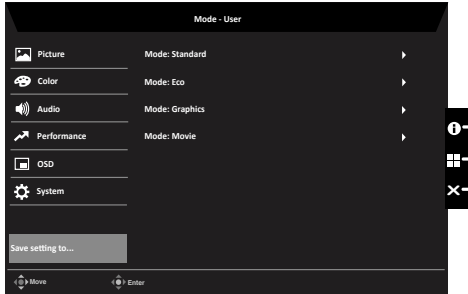 Mode - User
Picture
Color
Audio
Performance
OSD
System
Save setting to...
Mode: Standard
Mode: Eco
Mode: Graphics
Mode: Movie
Move
Enter